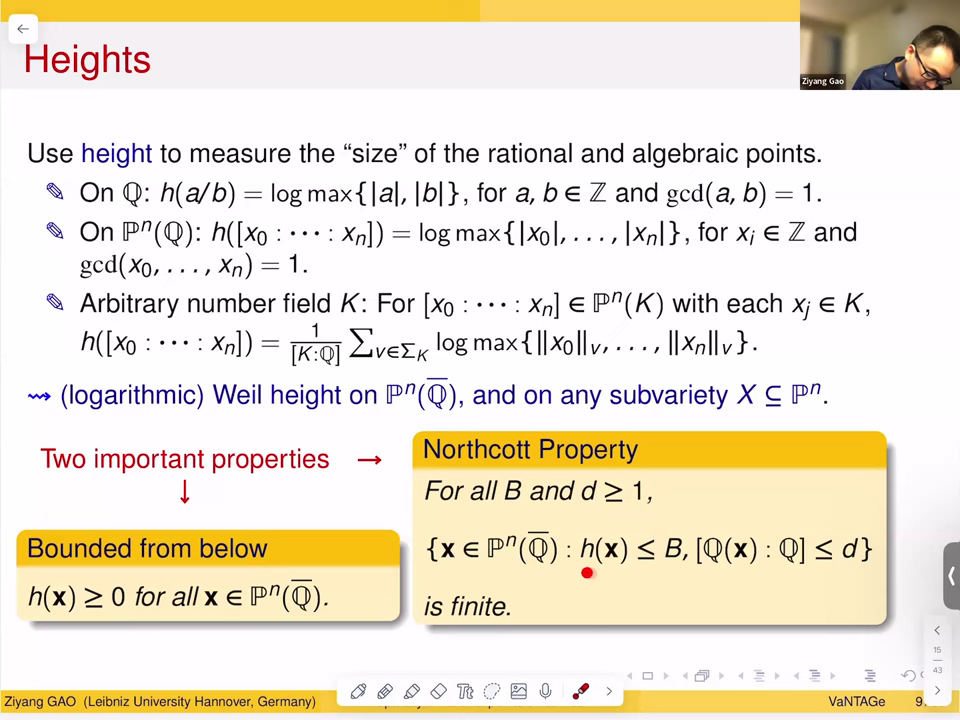 Heights
Ziyang Gao
Use height to measure the “size” of the rational and algebraic points.
✎ On ℚ: h(a/b) = log max{|a|, |b|}, for a, b ∈ ℤ and gcd(a, b) = 1.
✎ On ℙⁿ(ℚ): h([x₀ : ⋯ : xₙ]) = log max{|x₀|, . . . , |xₙ|}, for xᵢ ∈ ℤ and
gcd(x₀, . . . , xₙ) = 1.
✎ Arbitrary number field K: For [x₀ : ⋯ : xₙ] ∈ ℙⁿ(K) with each xⱼ ∈ K,
h([x₀ : ⋯ : xₙ]) = 1/[K:ℚ] ∑_{v∈Σ_K} log max{‖x₀‖ᵥ, . . . , ‖xₙ‖ᵥ}.
⇝ (logarithmic) Weil height on ℙⁿ(ℚ̅), and on any subvariety X ⊆ ℙⁿ.
Two important properties →
↓
Bounded from below
h(x) ≥ 0 for all x ∈ ℙⁿ(ℚ̅).
Northcott Property
For all B and d ≥ 1,
{x ∈ ℙⁿ(ℚ̅) : h(x) ≤ B, [ℚ(x) : ℚ] ≤ d}
is finite.
15
43
Tt
Ziyang GAO (Leibniz University Hannover, Germany)
VaNTAGe